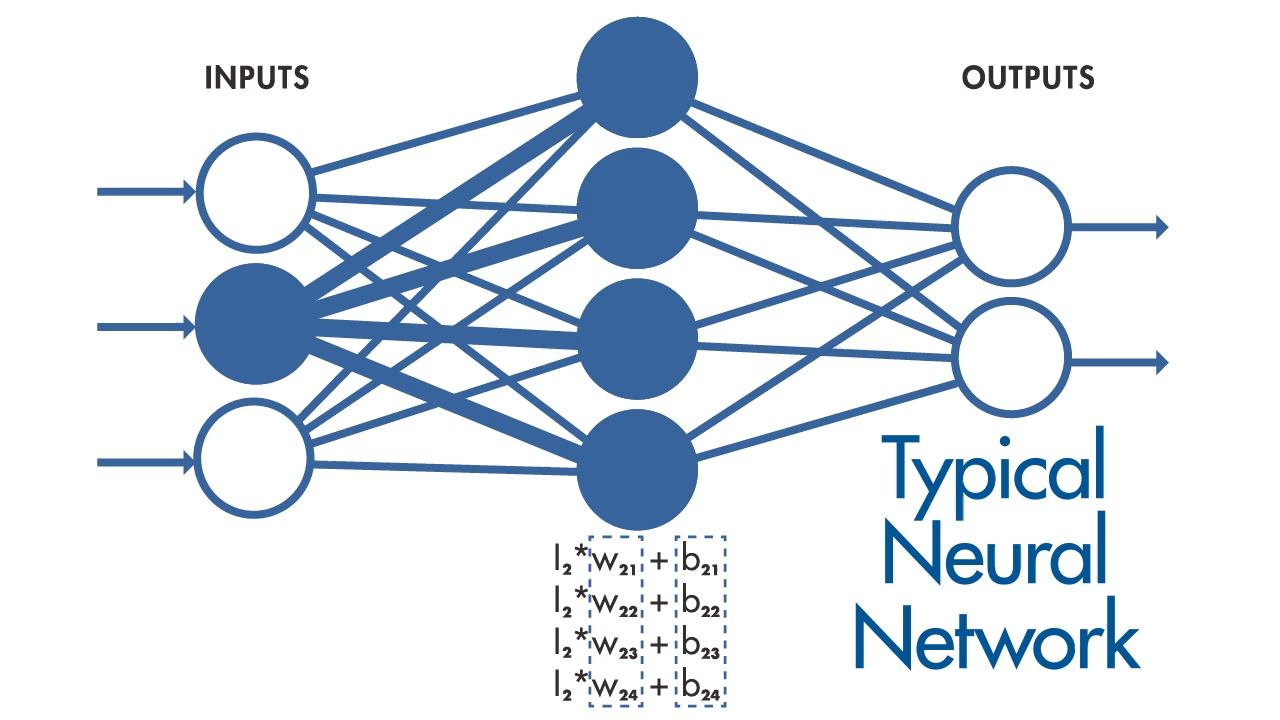 INPUTS
OUTPUTS
Typical
Neural
Network
I₂*w₂₁ + b₂₁
I₂*w₂₂ + b₂₂
I₂*w₂₃ + b₂₃
I₂*w₂₄ + b₂₄